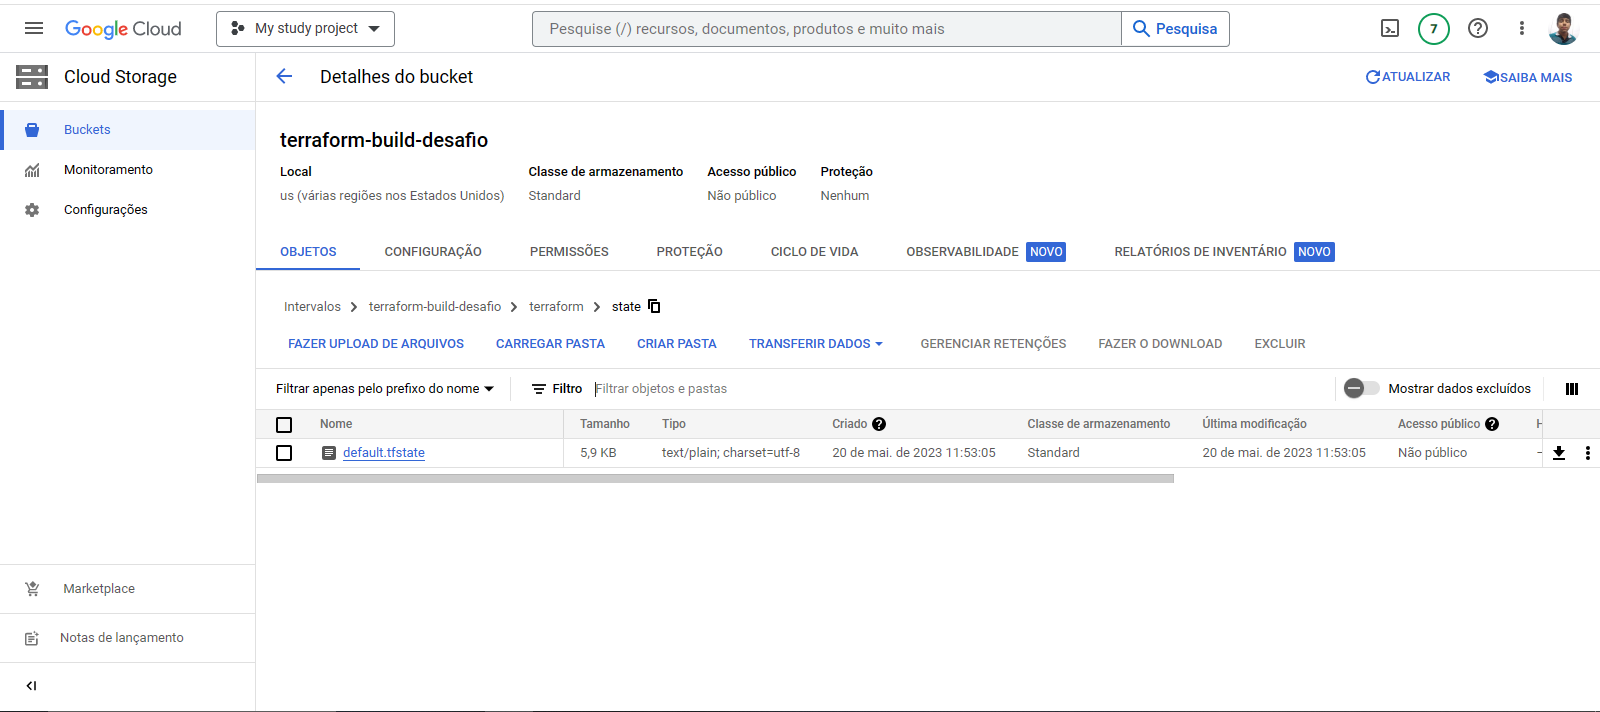 Google Cloud
My study project
Pesquise (/) recursos, documentos, produtos e muito mais
Pesquisa
7
Cloud Storage
Detalhes do bucket
ATUALIZAR
SAIBA MAIS
Buckets
Monitoramento
Configurações
terraform-build-desafio
Local Classe de armazenamento Acesso público Proteção
us (várias regiões nos Estados Unidos) Standard Não público Nenhum
OBJETOS CONFIGURAÇÃO PERMISSÕES PROTEÇÃO CICLO DE VIDA OBSERVABILIDADE NOVO RELATÓRIOS DE INVENTÁRIO NOVO
Intervalos > terraform-build-desafio > terraform > state
FAZER UPLOAD DE ARQUIVOS CARREGAR PASTA CRIAR PASTA TRANSFERIR DADOS GERENCIAR RETENÇÕES FAZER O DOWNLOAD EXCLUIR
Filtrar apenas pelo prefixo do nome Filtro Filtrar objetos e pastas Mostrar dados excluídos
Nome Tamanho Tipo Criado Classe de armazenamento Última modificação Acesso público
default.tfstate 5,9 KB text/plain; charset=utf-8 20 de mai. de 2023 11:53:05 Standard 20 de mai. de 2023 11:53:05 Não público
Marketplace
Notas de lançamento